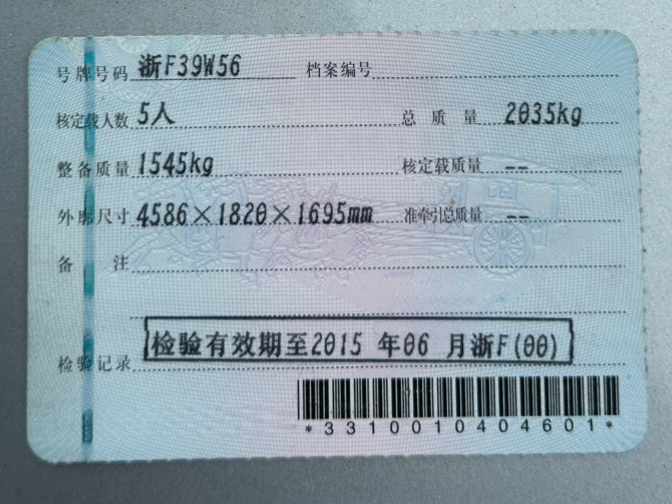 号牌号码 浙F39W56 档案编号
核定载人数 5人 总质量 2035kg
整备质量 1545kg 核定载质量 --
外廓尺寸 4586×1820×1695mm 准牵引总质量 --
备注
检验记录 检验有效期至2015年06月浙F(00)
*3310010404601*